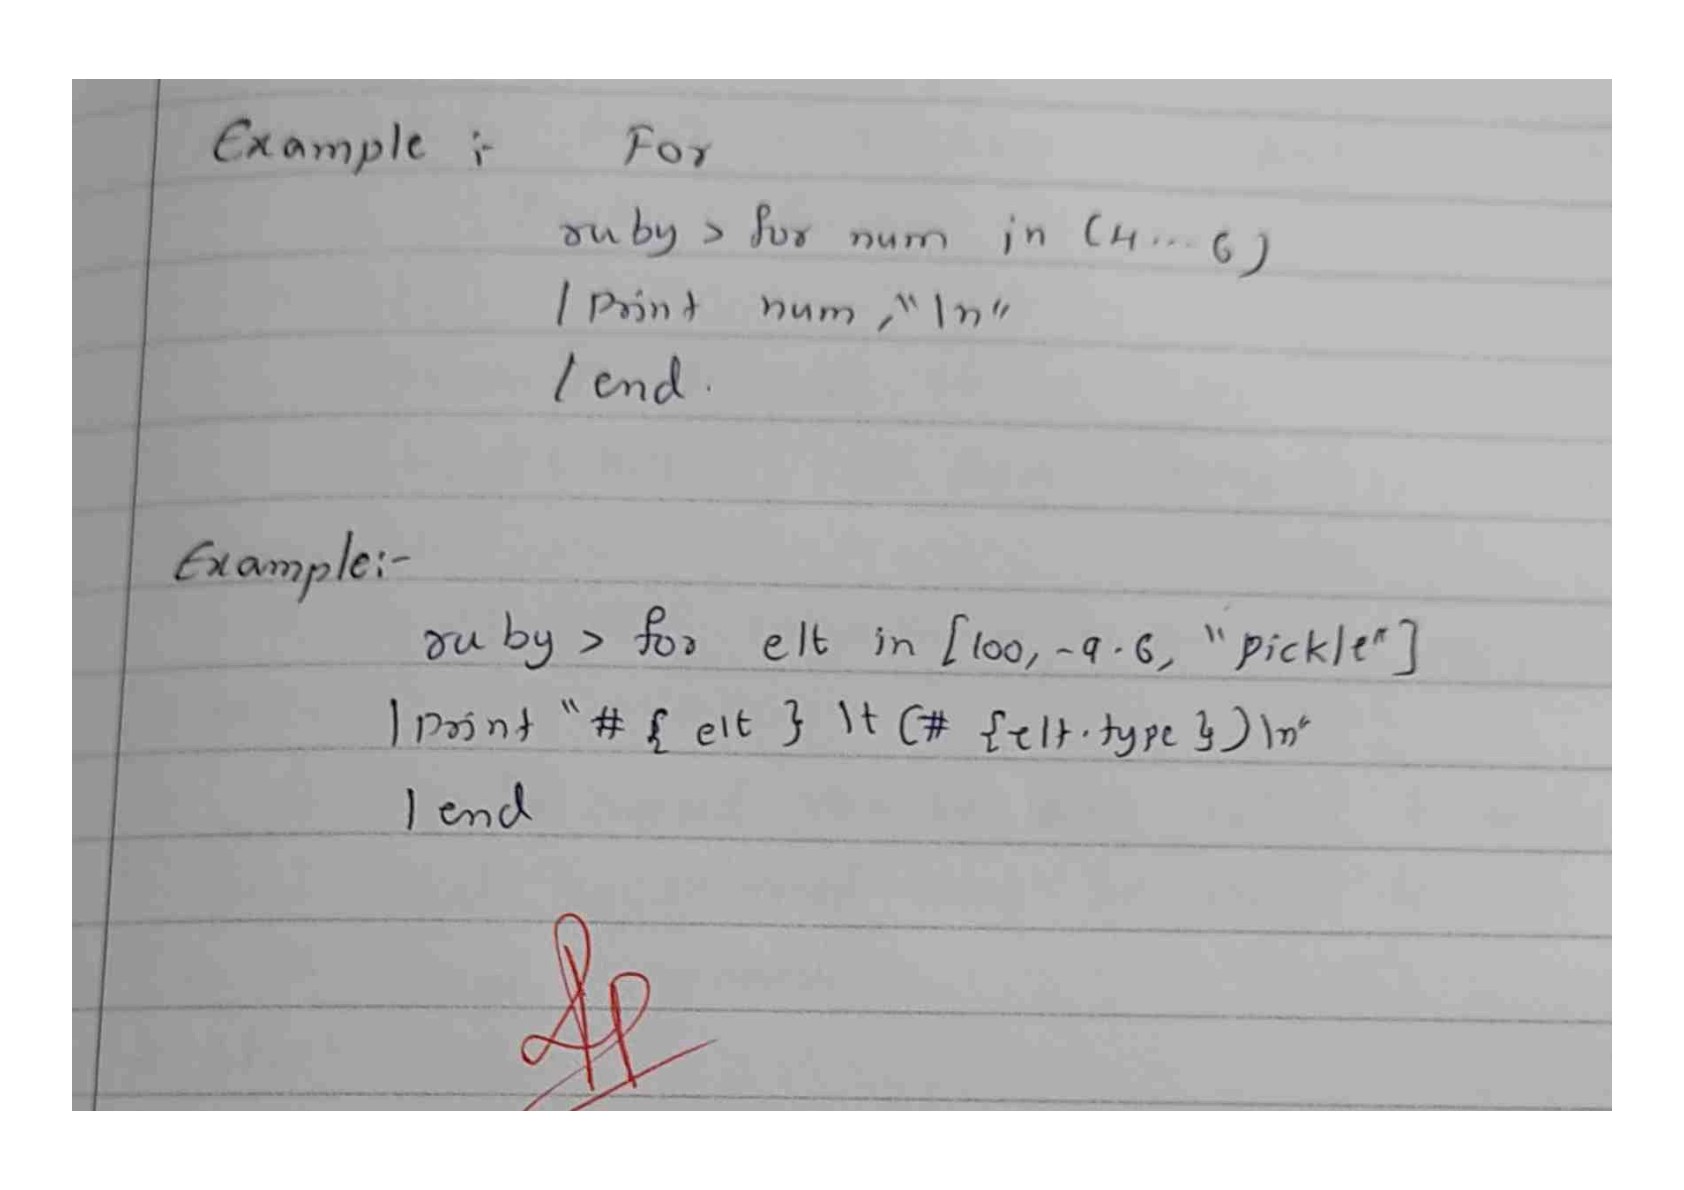 Example :- For
ruby > for num in (4...6)
| print num, "\n"
| end.
Example:-
ruby > for elt in [100, -9.6, "pickle"]
| print "# { elt } \t (# {elt.type})\n"
| end